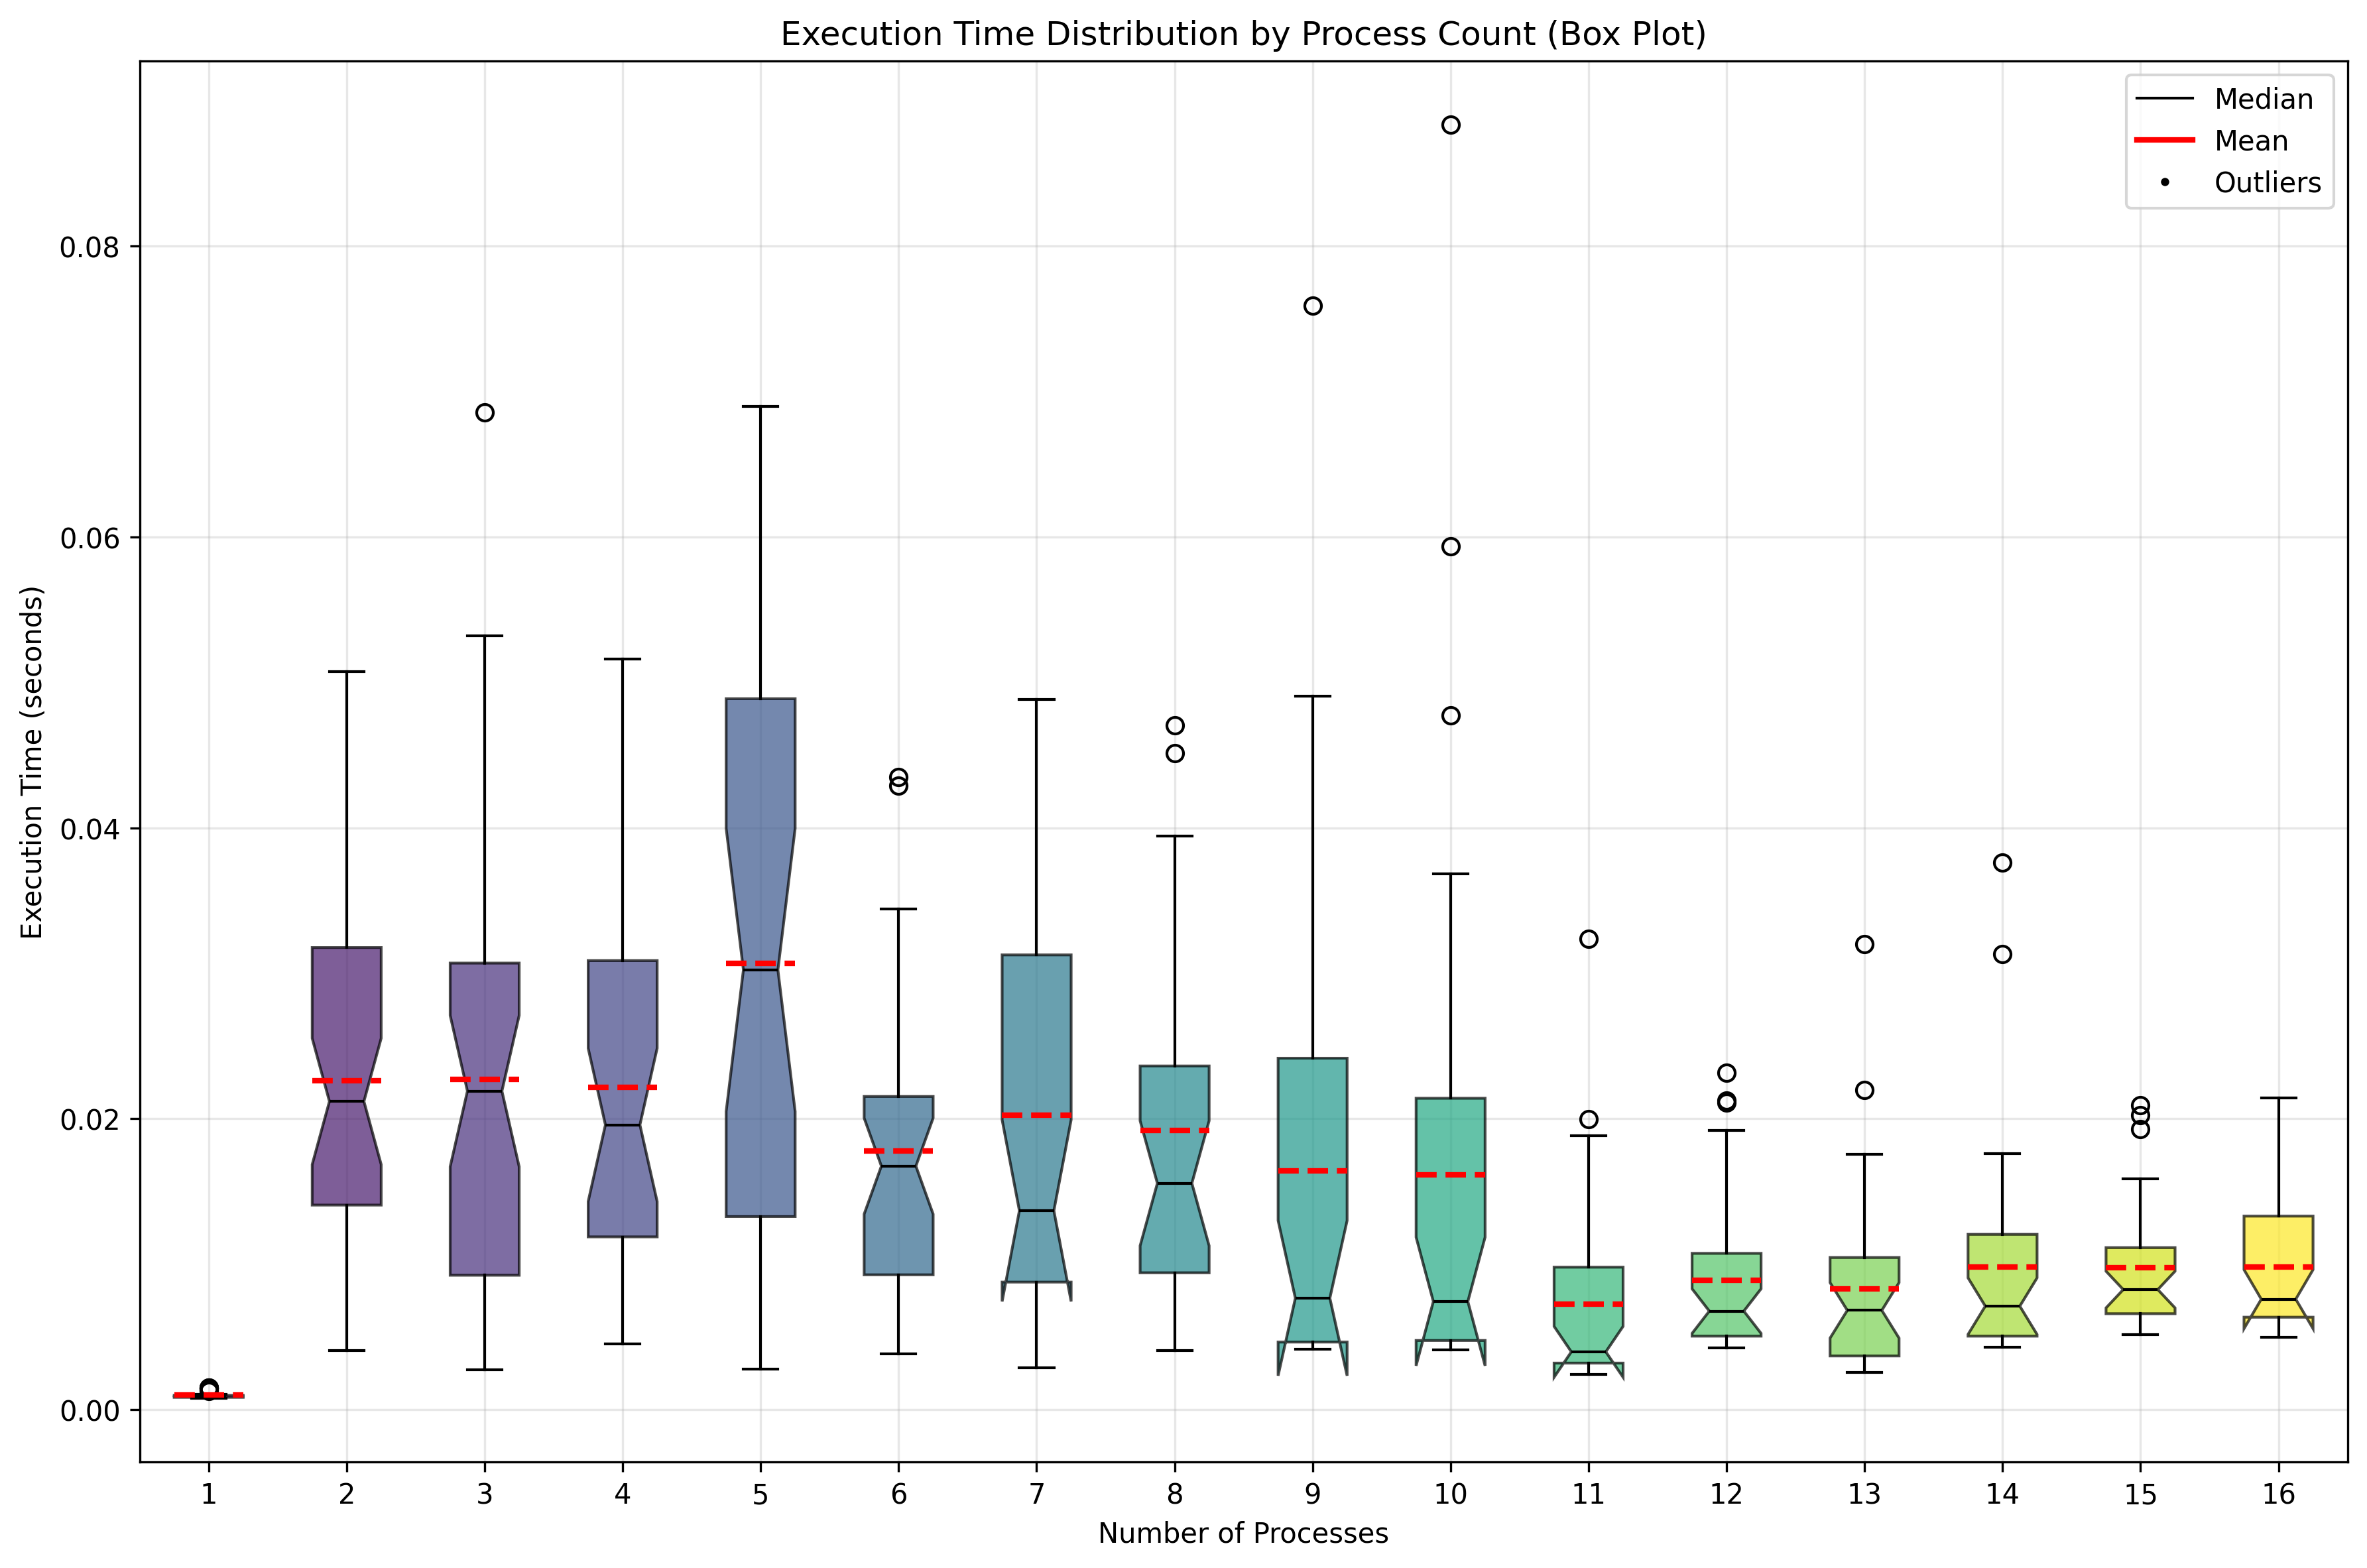 Execution Time Distribution by Process Count (Box Plot)
Median
Mean
Outliers
0.08
0.06
0.04
0.02
0.00
Execution Time (seconds)
1 2 3 4 5 6 7 8 9 10 11 12 13 14 15 16
Number of Processes